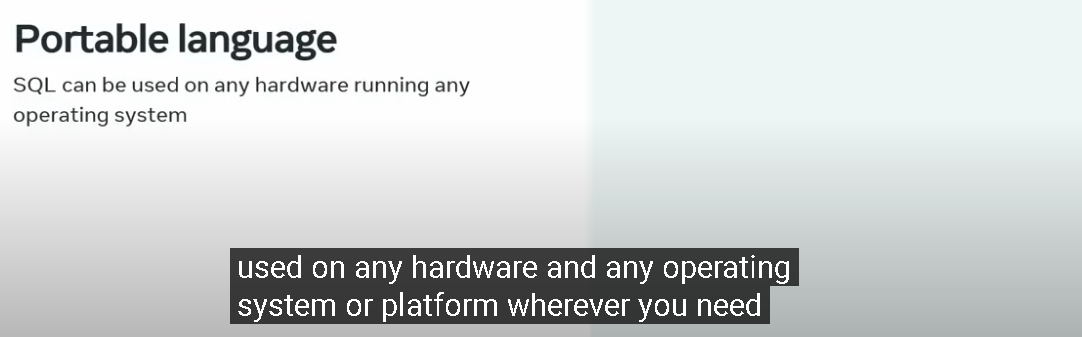 Portable language
SQL can be used on any hardware running any
operating system
used on any hardware and any operating
system or platform wherever you need